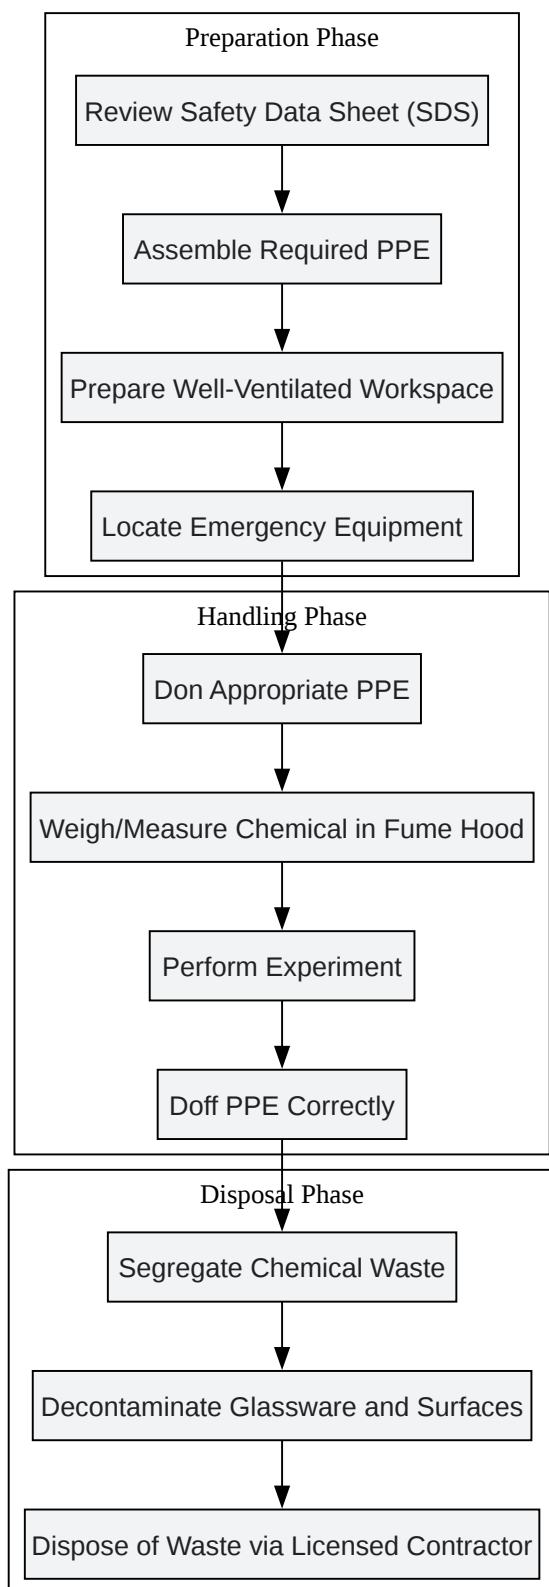 Preparation Phase
Review Safety Data Sheet (SDS)
Assemble Required PPE
Prepare Well-Ventilated Workspace
Locate Emergency Equipment
Handling Phase
Don Appropriate PPE
Weigh/Measure Chemical in Fume Hood
Perform Experiment
Doff PPE Correctly
Disposal Phase
Segregate Chemical Waste
Decontaminate Glassware and Surfaces
Dispose of Waste via Licensed Contractor